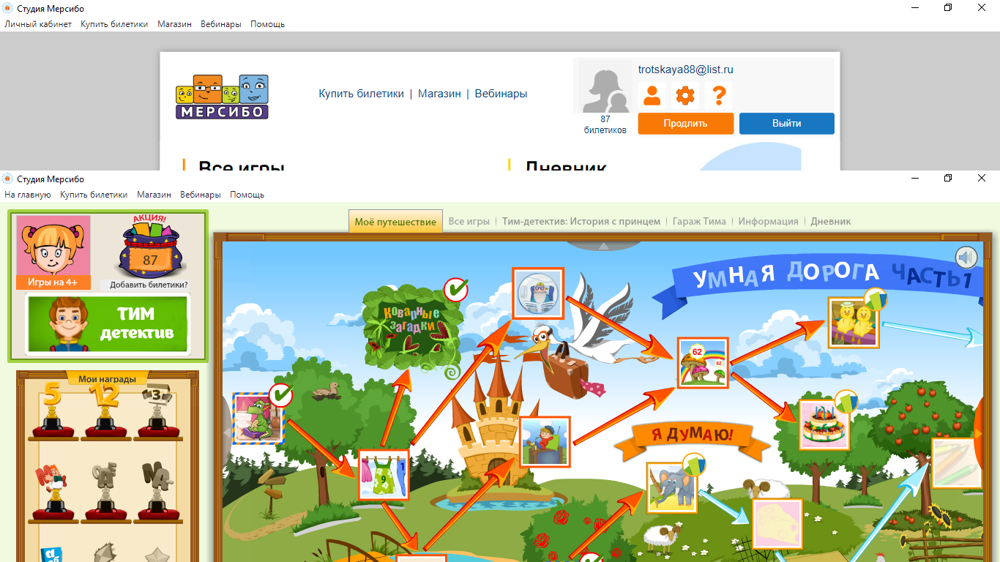 Студия Мерсибо
Личный кабинет Купить билетики Магазин Вебинары Помощь
trotskaya88@list.ru
МЕРСИБО
Купить билетики | Магазин | Вебинары
87
билетиков
Продлить
Выйти
Все игры
Дневник
Студия Мерсибо
На главную Купить билетики Магазин Вебинары Помощь
АКЦИЯ!
87
Игры на 4+
Добавить билетики?
ТИМ
детектив
Моё путешествие Все игры | Тим-детектив: История с принцем | Гараж Тима | Информация | Дневник
УМНАЯ ДОРОГА ЧАСТЬ 1
Коварные
загадки
62
62
Мои награды
5
12
3
Я ДУМАЮ!
1
9